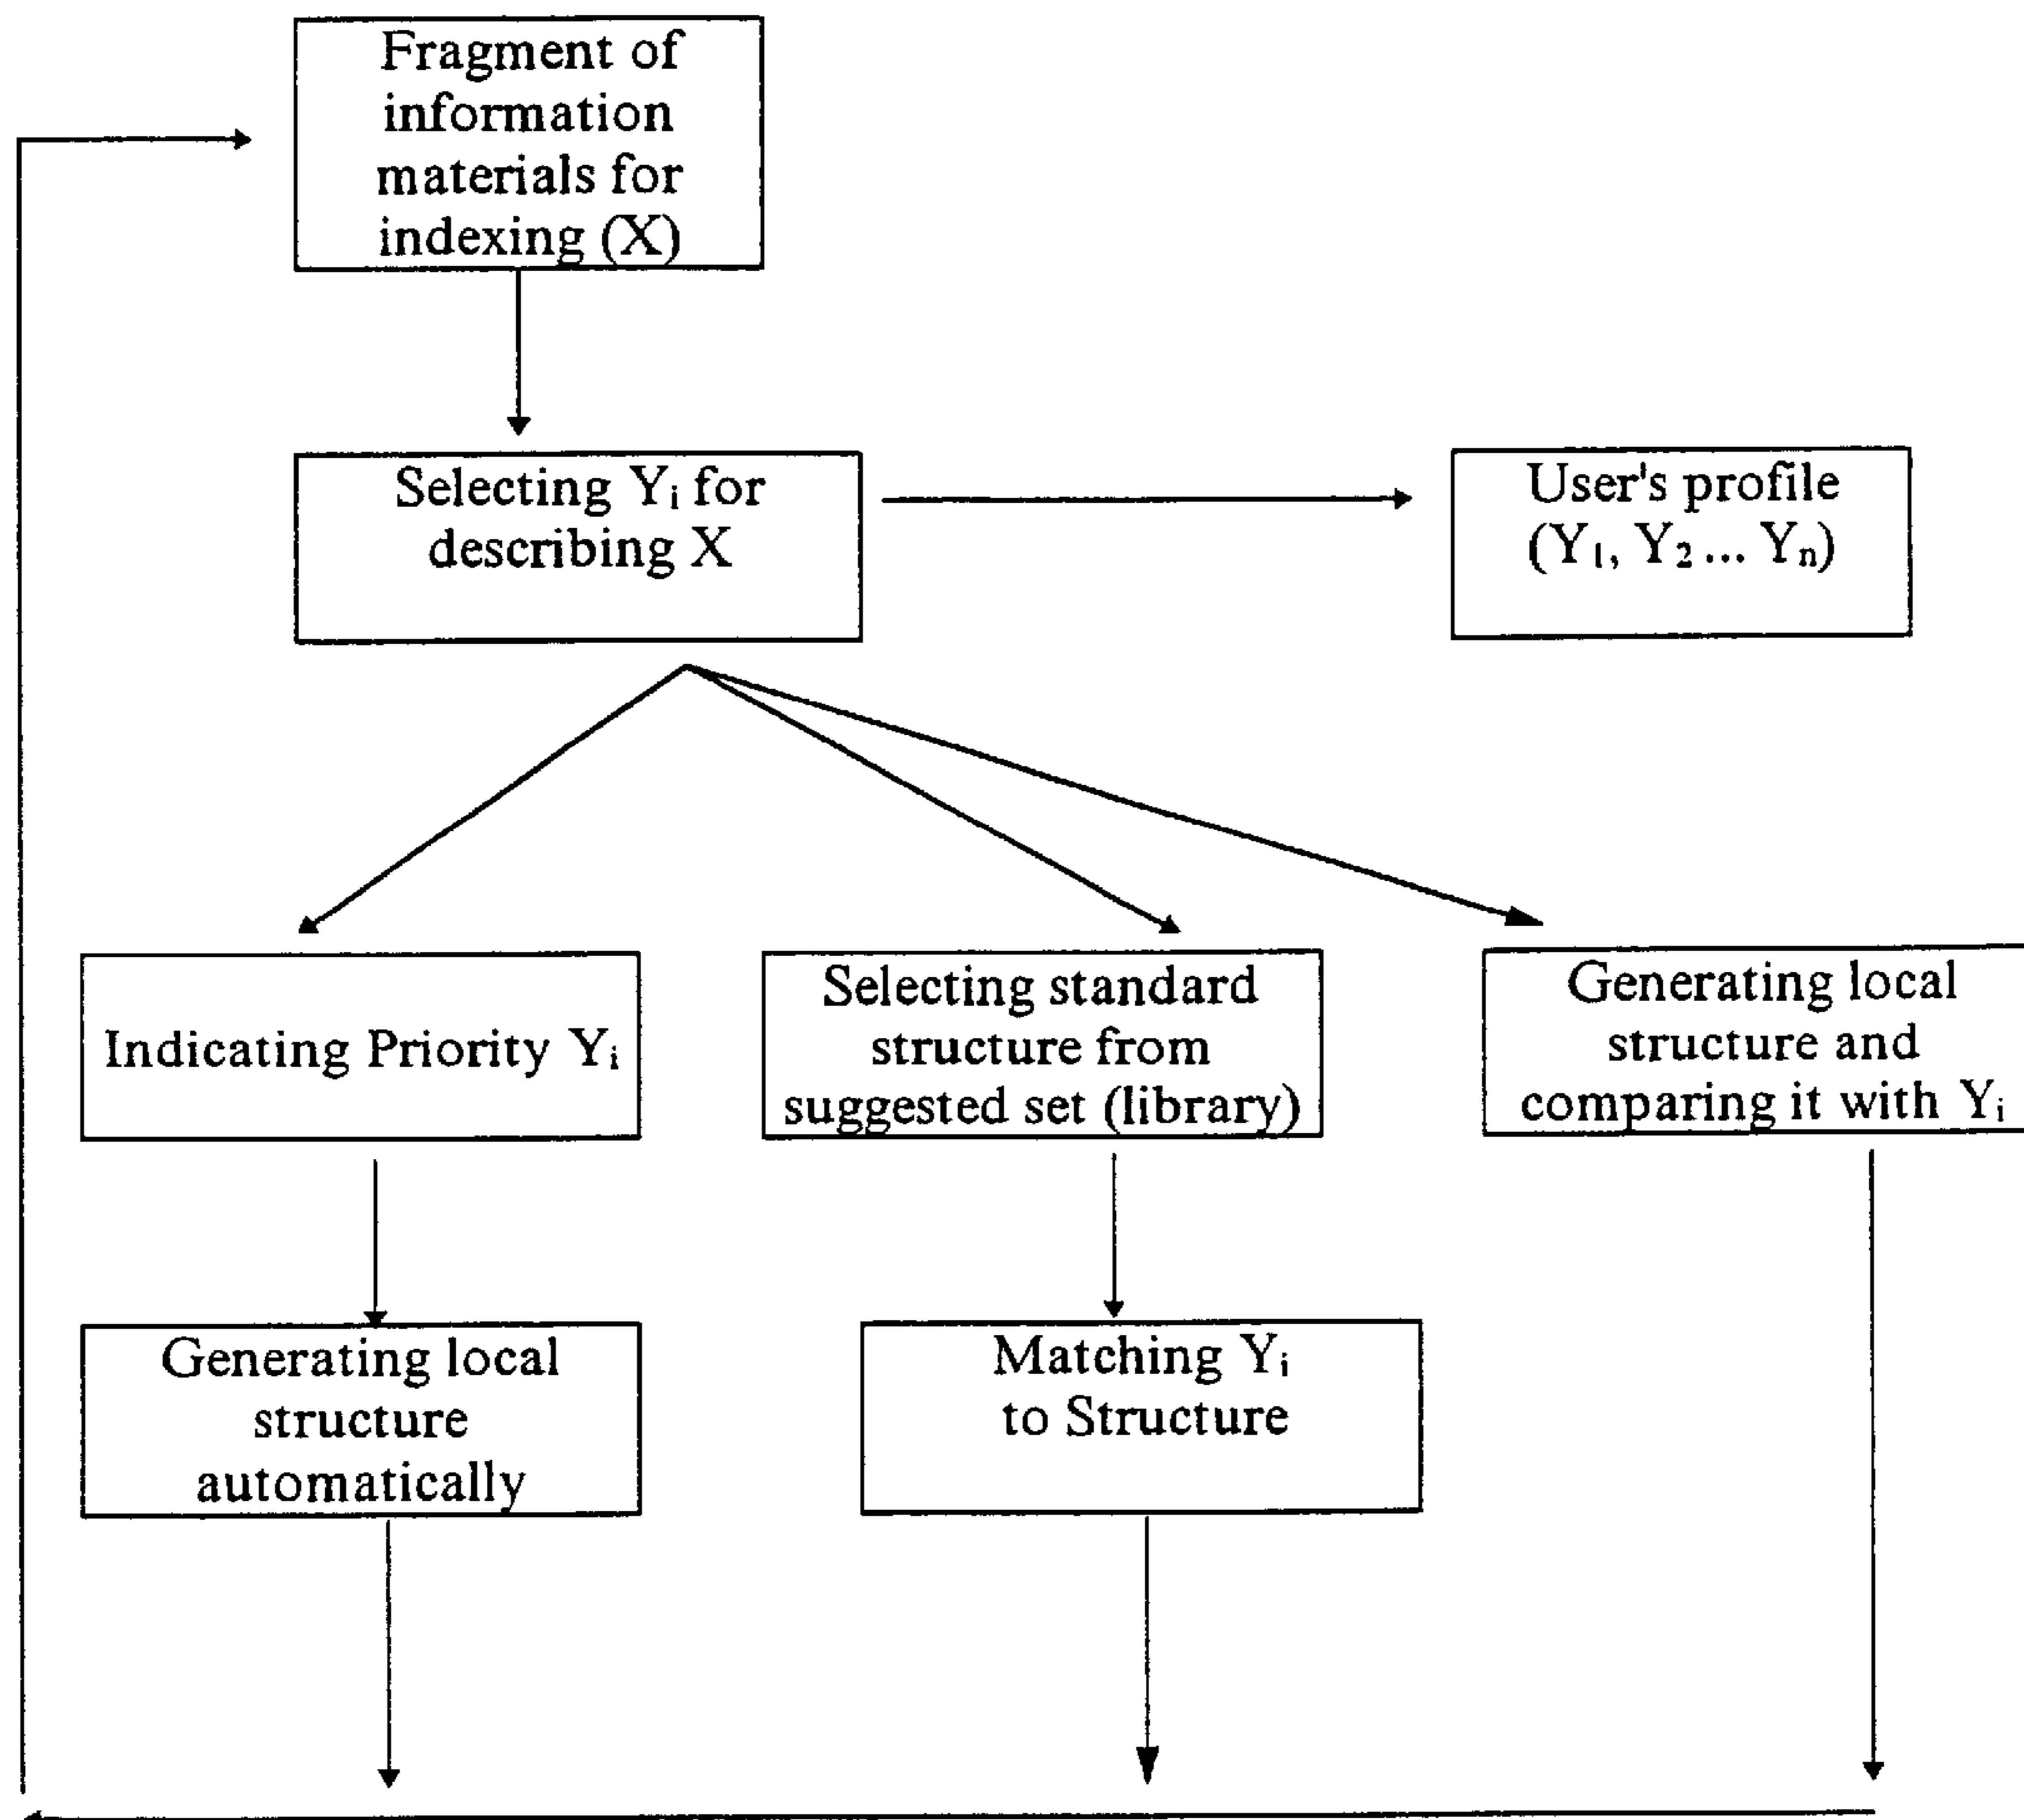 Fragment of
information
materials for
indexing (X)
Selecting Yi for
describing X
User's profile
(Y1, Y2 ... Yn)
Indicating Priority Yi
Selecting standard
structure from
suggested set (library)
Generating local
structure and
comparing it with Yi
Generating local
structure
automatically
Matching Yi
to Structure